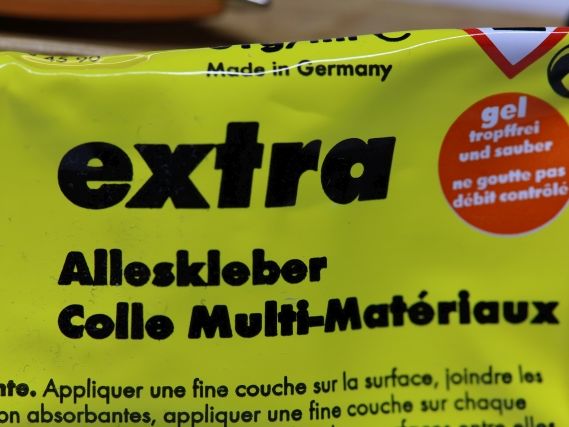 Made in Germany
extra
gel
tropffrei
und sauber
ne goutte pas
débit contrôlé
Alleskleber
Colle Multi-Matériaux
Appliquer une fine couche sur la surface, joindre les
absorbantes, appliquer une fine couche sur chaque